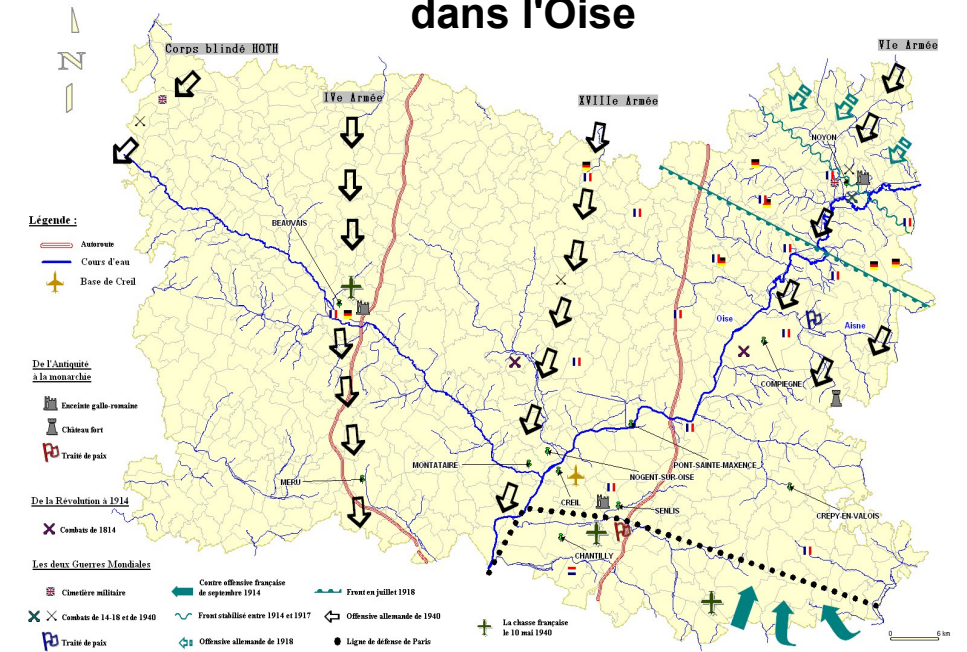 dans l'Oise
N
Corps blindé HOTH
VIe Armée
IVe Armée
XVIIIe Armée
NOYON
BEAUVAIS
Légende :
Autoroute
Cours d'eau
Base de Creil
Oise
Aisne
De l'Antiquité
à la monarchie
Enceinte gallo-romaine
Château fort
Traité de paix
COMPIEGNE
MONTATAIRE
PONT-SAINTE-MAXENCE
NOGENT-SUR-OISE
MERU
CREIL
SENLIS
CREPY-EN-VALOIS
CHANTILLY
De la Révolution à 1914
Combats de 1814
Les deux Guerres Mondiales
Cimetière militaire
Combats de 14-18 et de 1940
Traité de paix
Contre offensive française
de septembre 1914
Front stabilisé entre 1914 et 1917
Offensive allemande de 1918
Front en juillet 1918
Offensive allemande de 1940
Ligne de défense de Paris
La chasse française
le 10 mai 1940
0 6 km